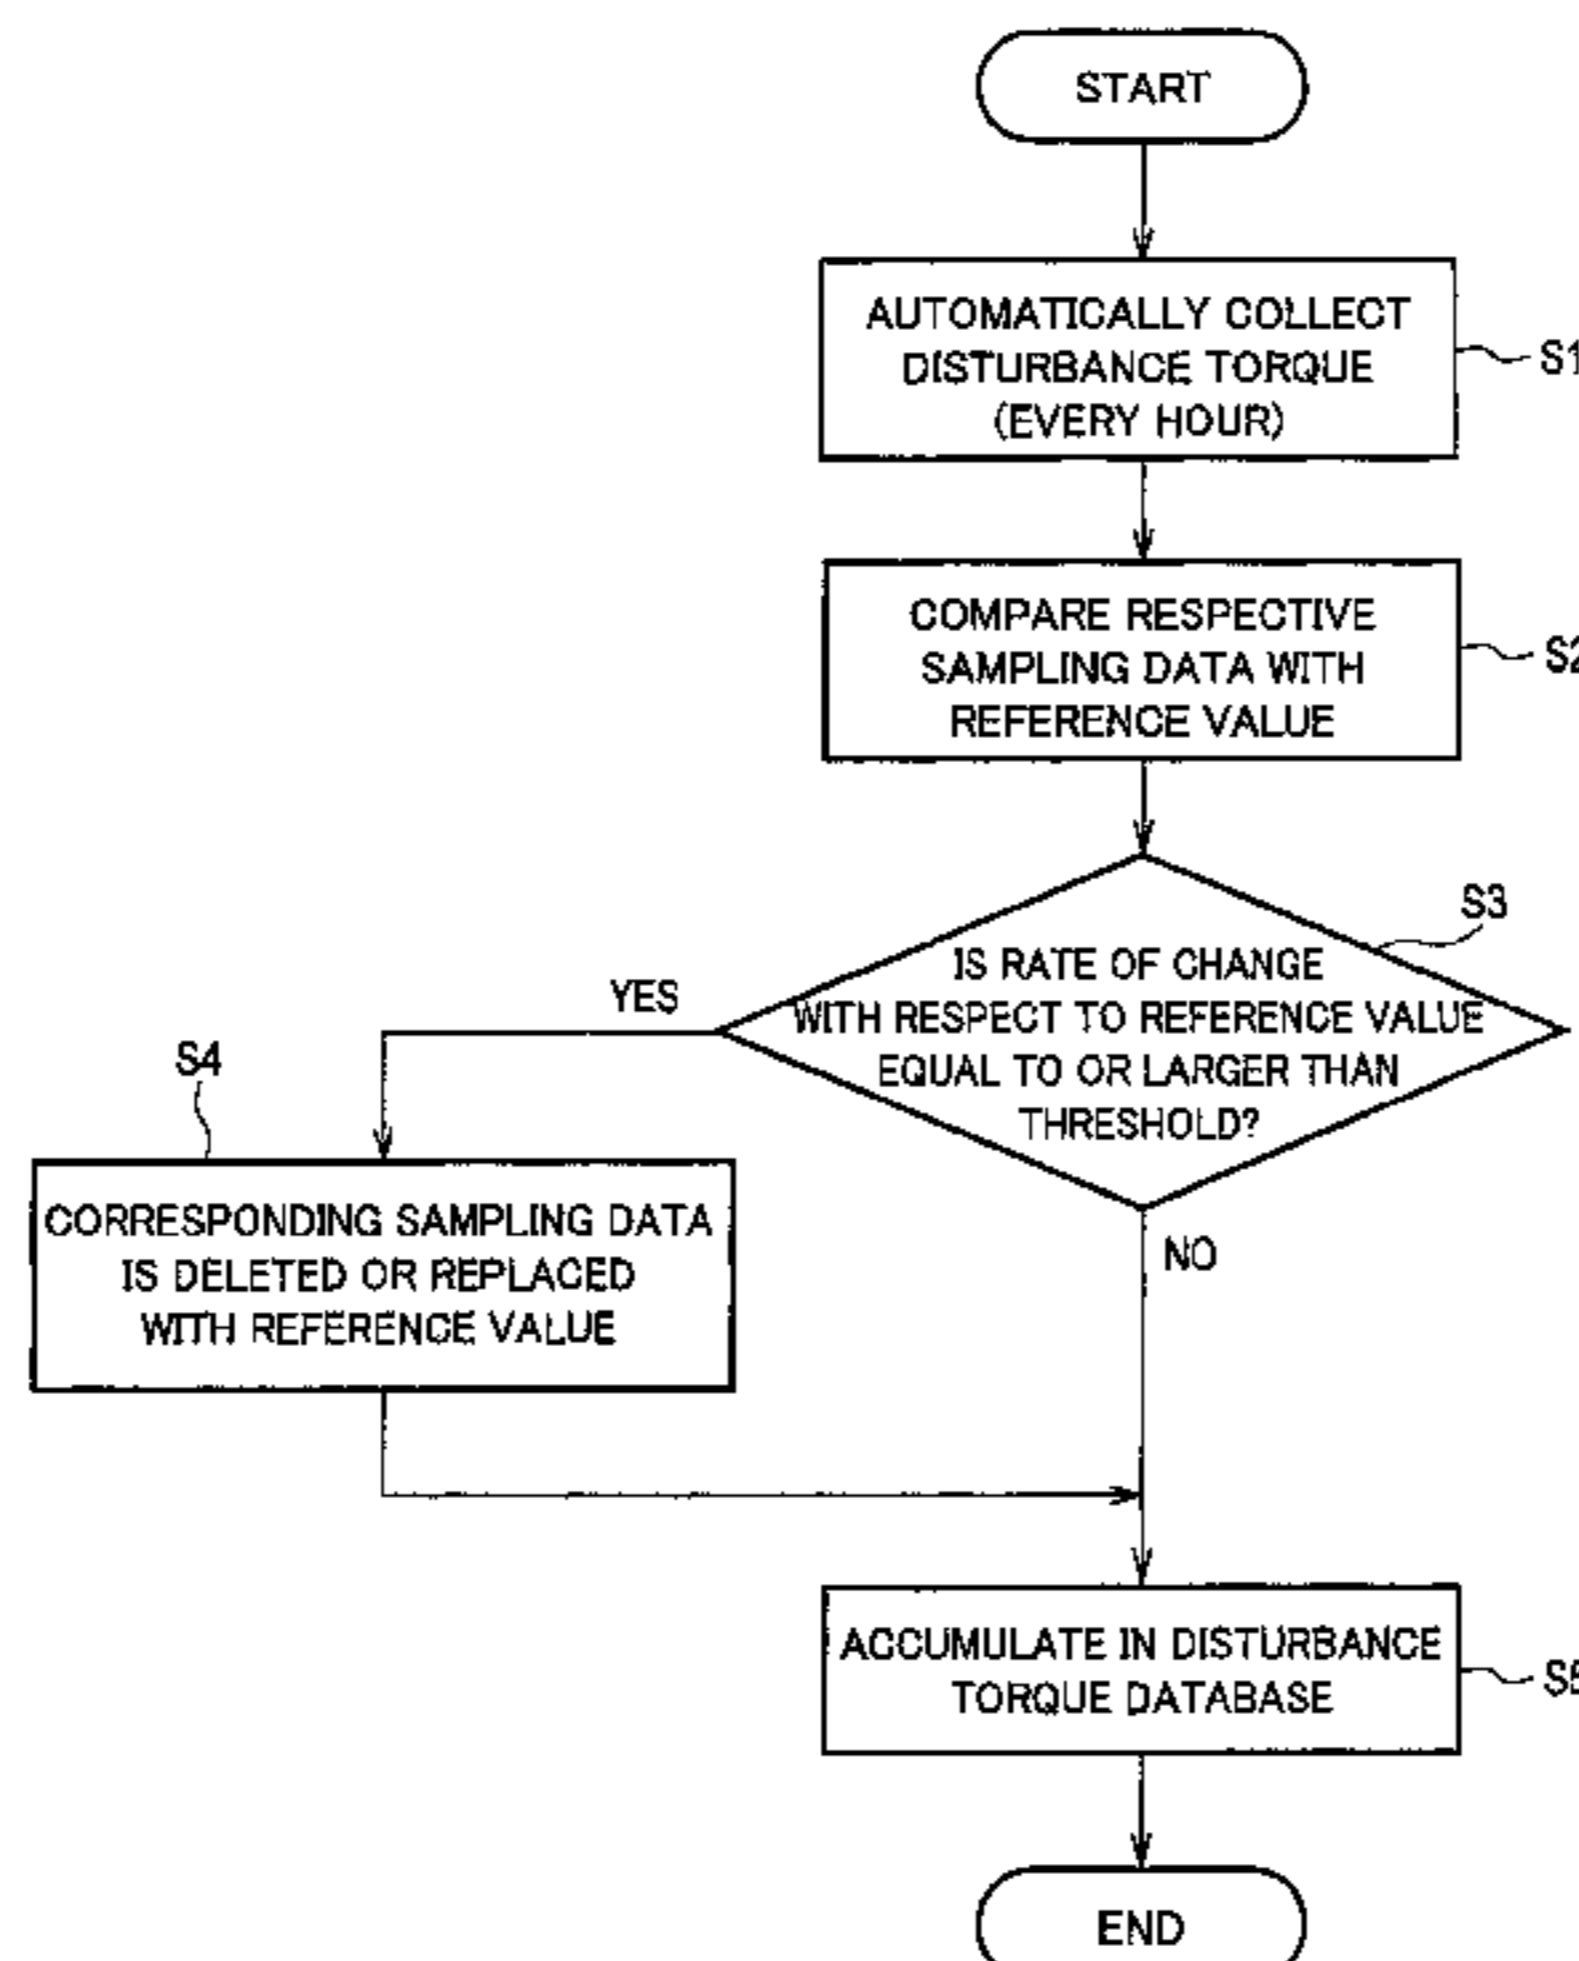 START
AUTOMATICALLY COLLECT
DISTURBANCE TORQUE
(EVERY HOUR)
S1
COMPARE RESPECTIVE
SAMPLING DATA WITH
REFERENCE VALUE
S2
S3
IS RATE OF CHANGE
WITH RESPECT TO REFERENCE VALUE
EQUAL TO OR LARGER THAN
THRESHOLD?
YES
NO
S4
CORRESPONDING SAMPLING DATA
IS DELETED OR REPLACED
WITH REFERENCE VALUE
ACCUMULATE IN DISTURBANCE
TORQUE DATABASE
S5
END